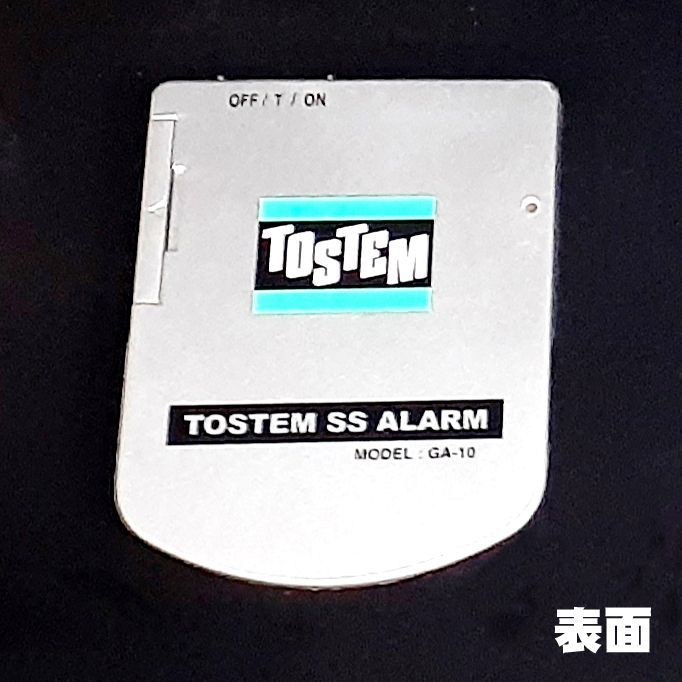 OFF / T / ON
TOSTEM
TOSTEM SS ALARM
MODEL : GA-10
表面